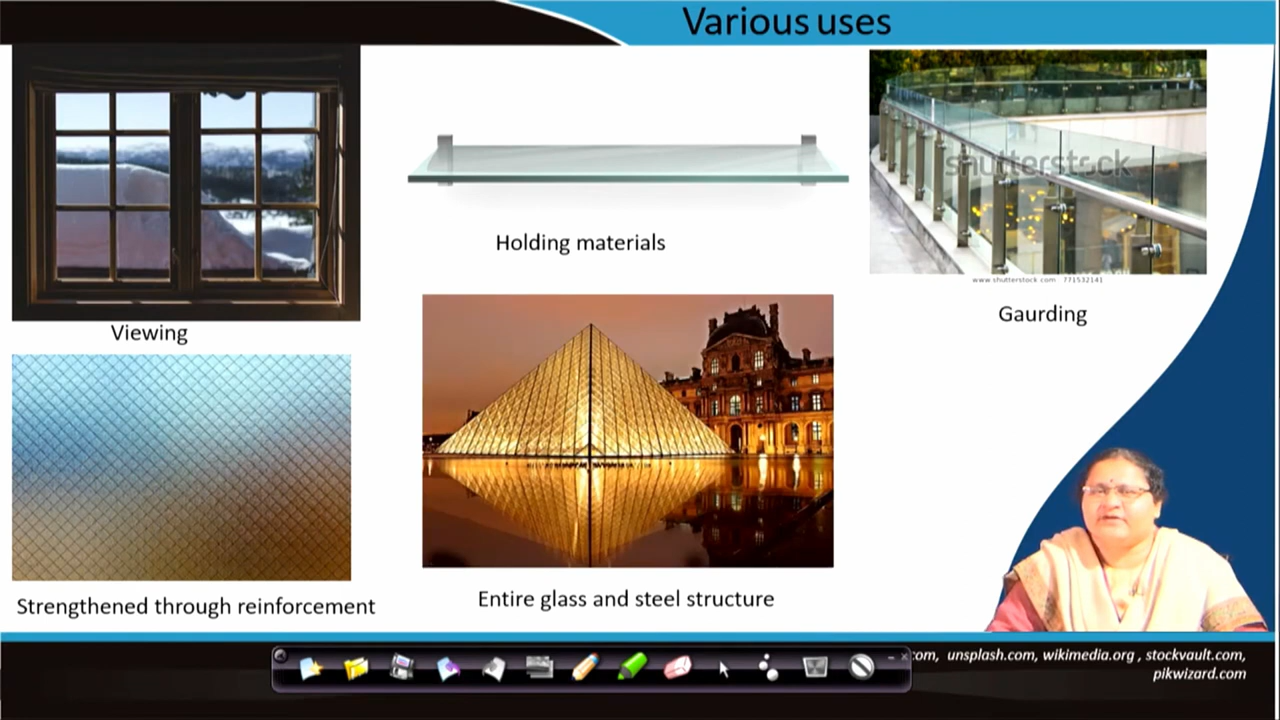 Various uses
shutterstock
www.shutterstock.com 771532141
Holding materials
Gaurding
Viewing
Strengthened through reinforcement
Entire glass and steel structure
com, unsplash.com, wikimedia.org , stockvault.com,
pikwizard.com